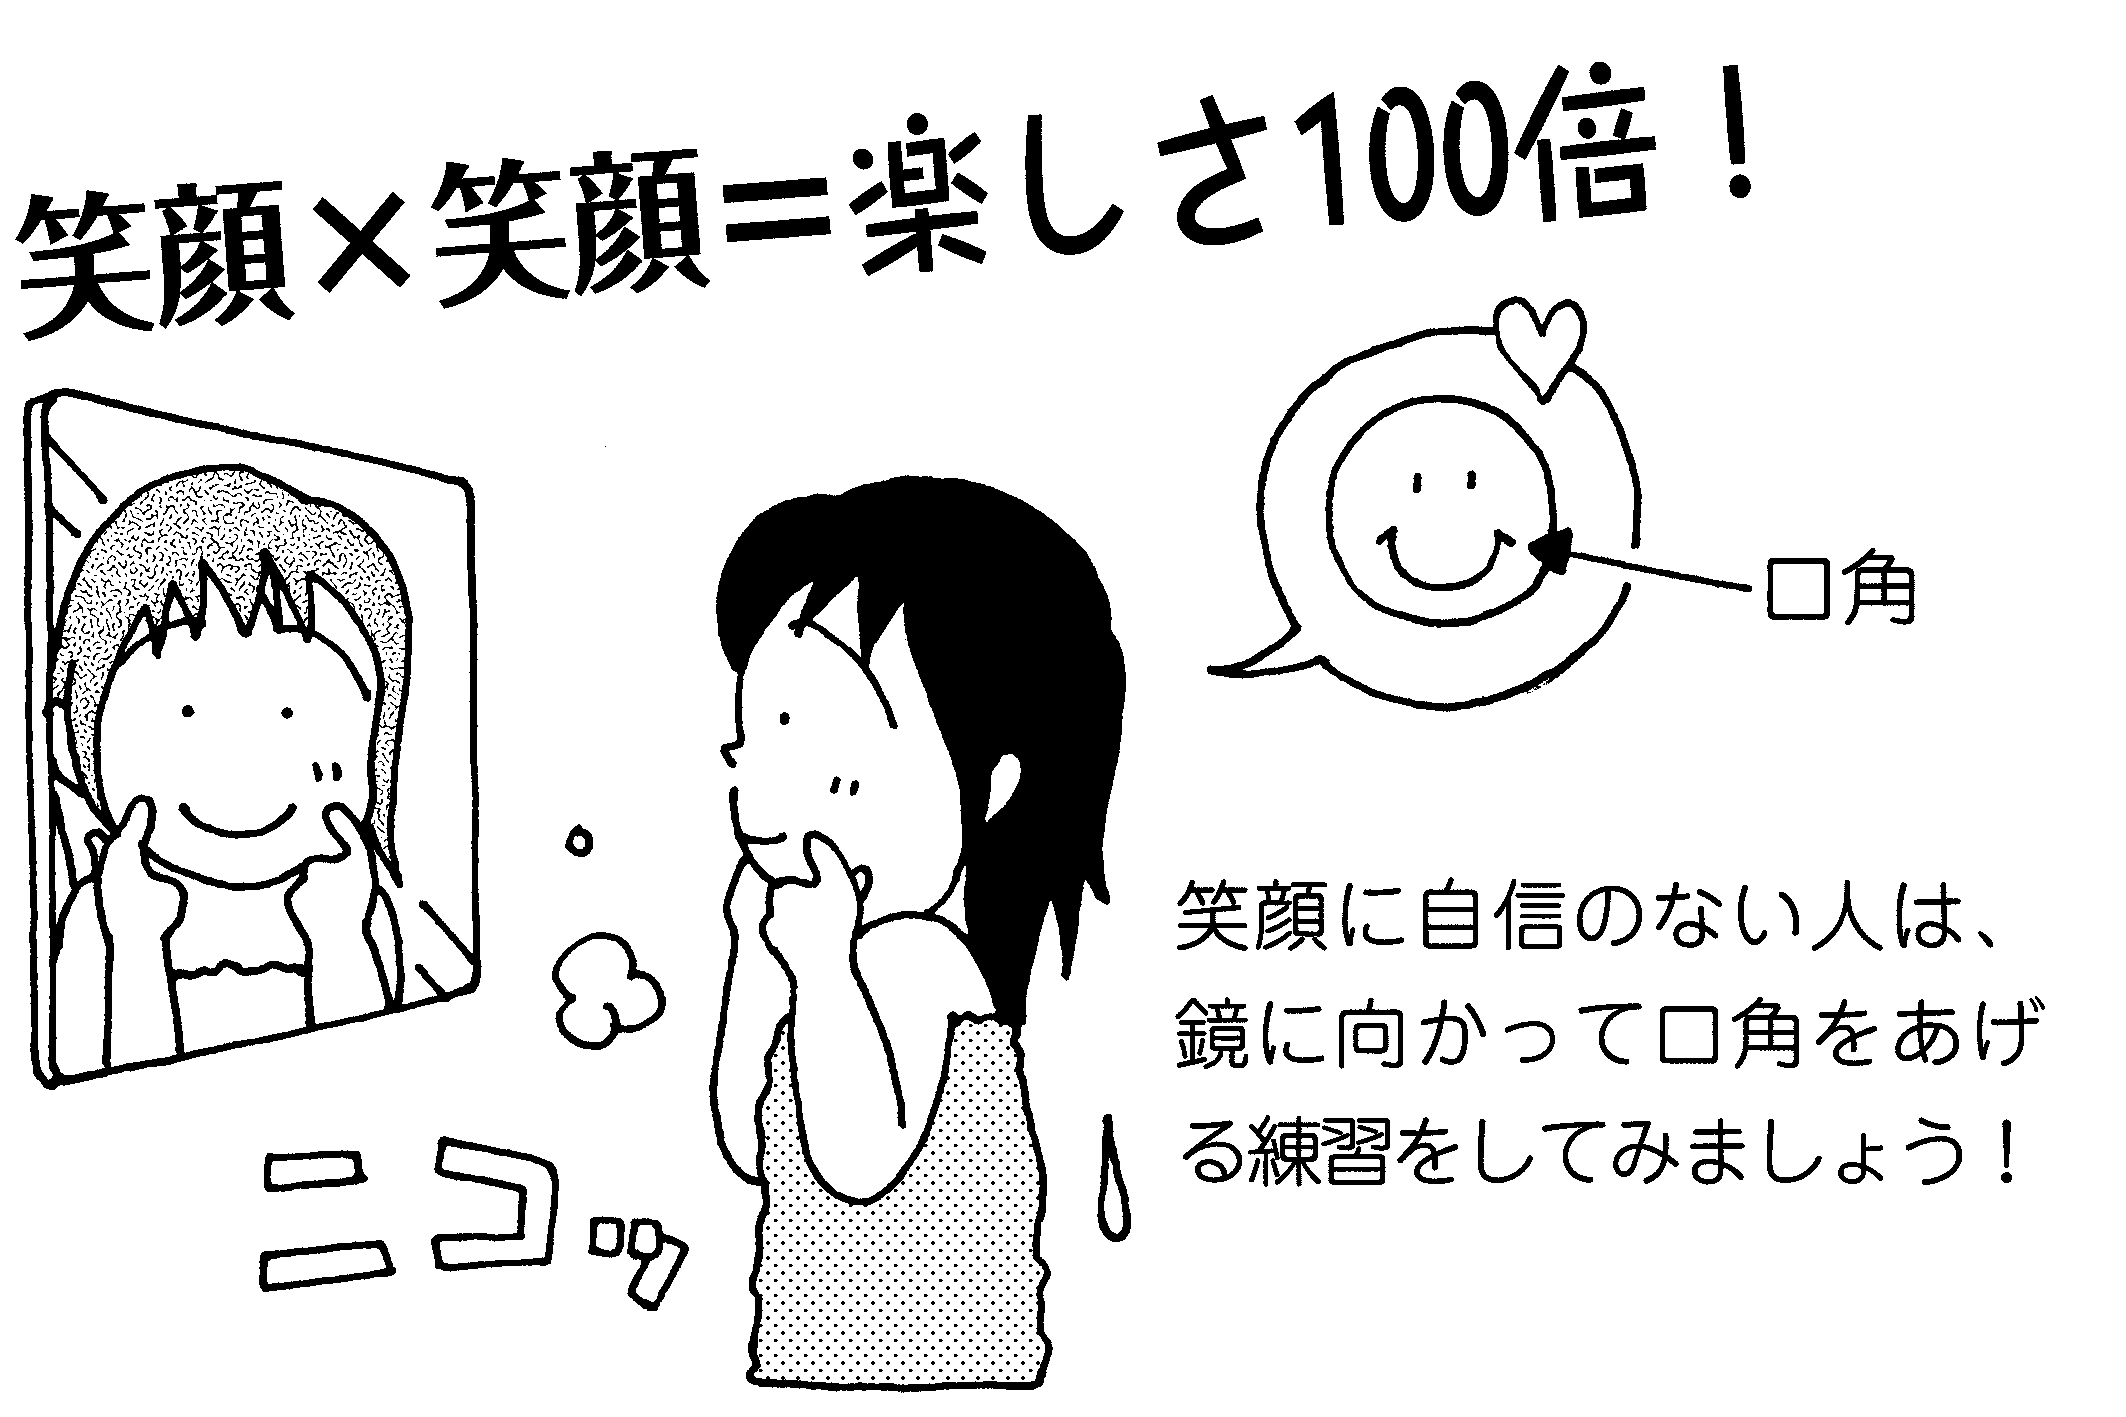 笑顔×笑顔=楽しさ100倍！
口角
笑顔に自信のない人は、
鏡に向かって口角をあげ
る練習をしてみましょう！
ニコッ